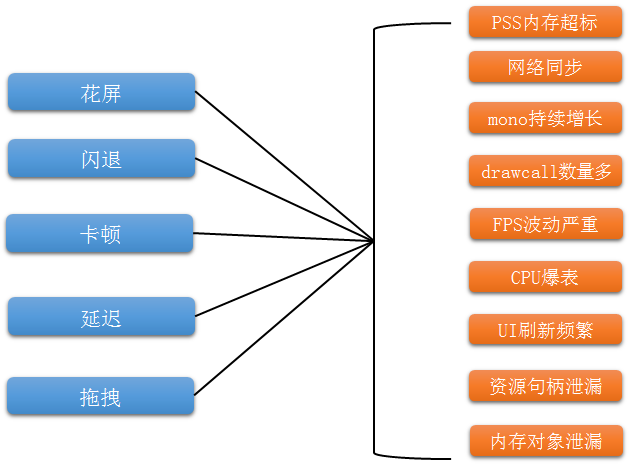 花屏
闪退
卡顿
延迟
拖拽
PSS内存超标
网络同步
mono持续增长
drawcall数量多
FPS波动严重
CPU爆表
UI刷新频繁
资源句柄泄漏
内存对象泄漏